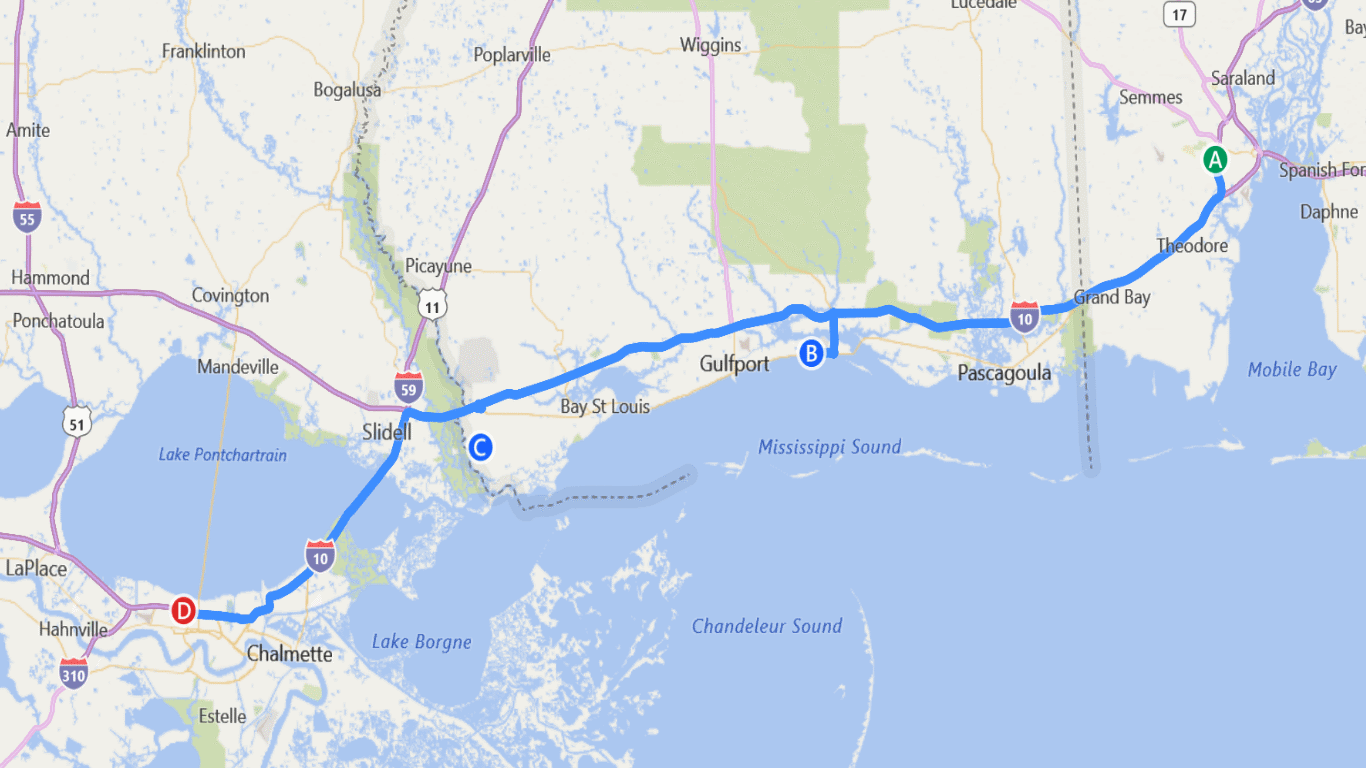 Lucedale
17
65
Bay
Franklinton
Poplarville
Wiggins
Saraland
Bogalusa
Semmes
Amite
A
Spanish For
55
Daphne
Theodore
Picayune
Hammond
Covington
11
Grand Bay
Ponchatoula
10
B
Gulfport
Mandeville
Pascagoula
Mobile Bay
59
Bay St Louis
51
Slidell
C
Mississippi Sound
Lake Pontchartrain
10
LaPlace
D
Hahnville
Chandeleur Sound
Lake Borgne
Chalmette
310
Estelle